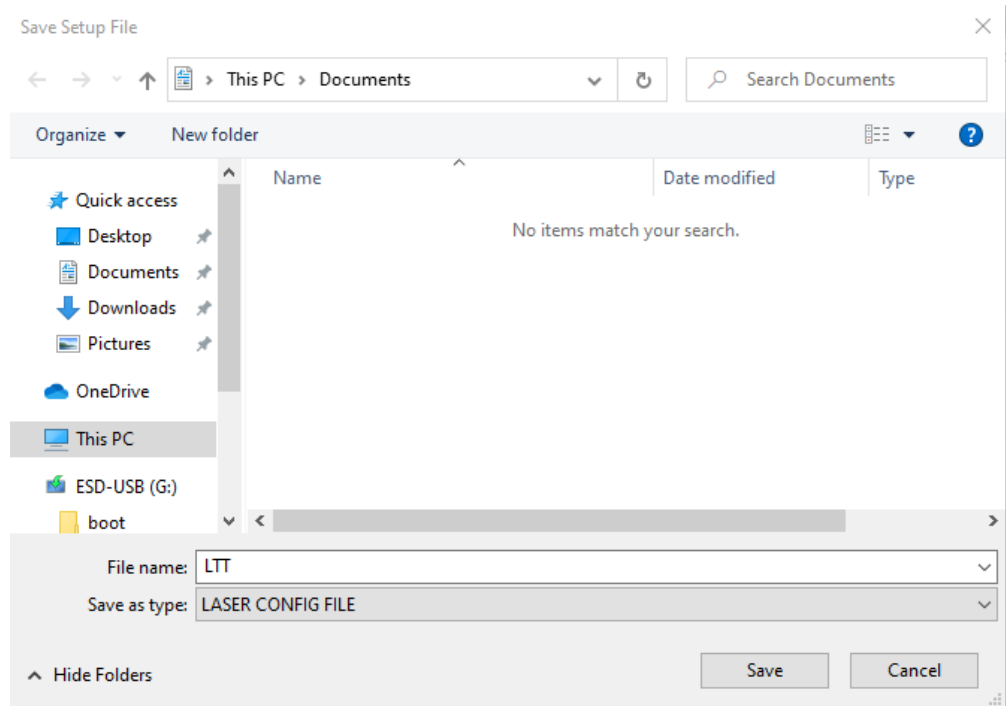 Save Setup File
This PC > Documents
Search Documents
Organize
New folder
?
Name
Date modified
Type
No items match your search.
Quick access
Desktop
Documents
Downloads
Pictures
OneDrive
This PC
ESD-USB (G:)
boot
File name: LTT
Save as type: LASER CONFIG FILE
Hide Folders
Save
Cancel